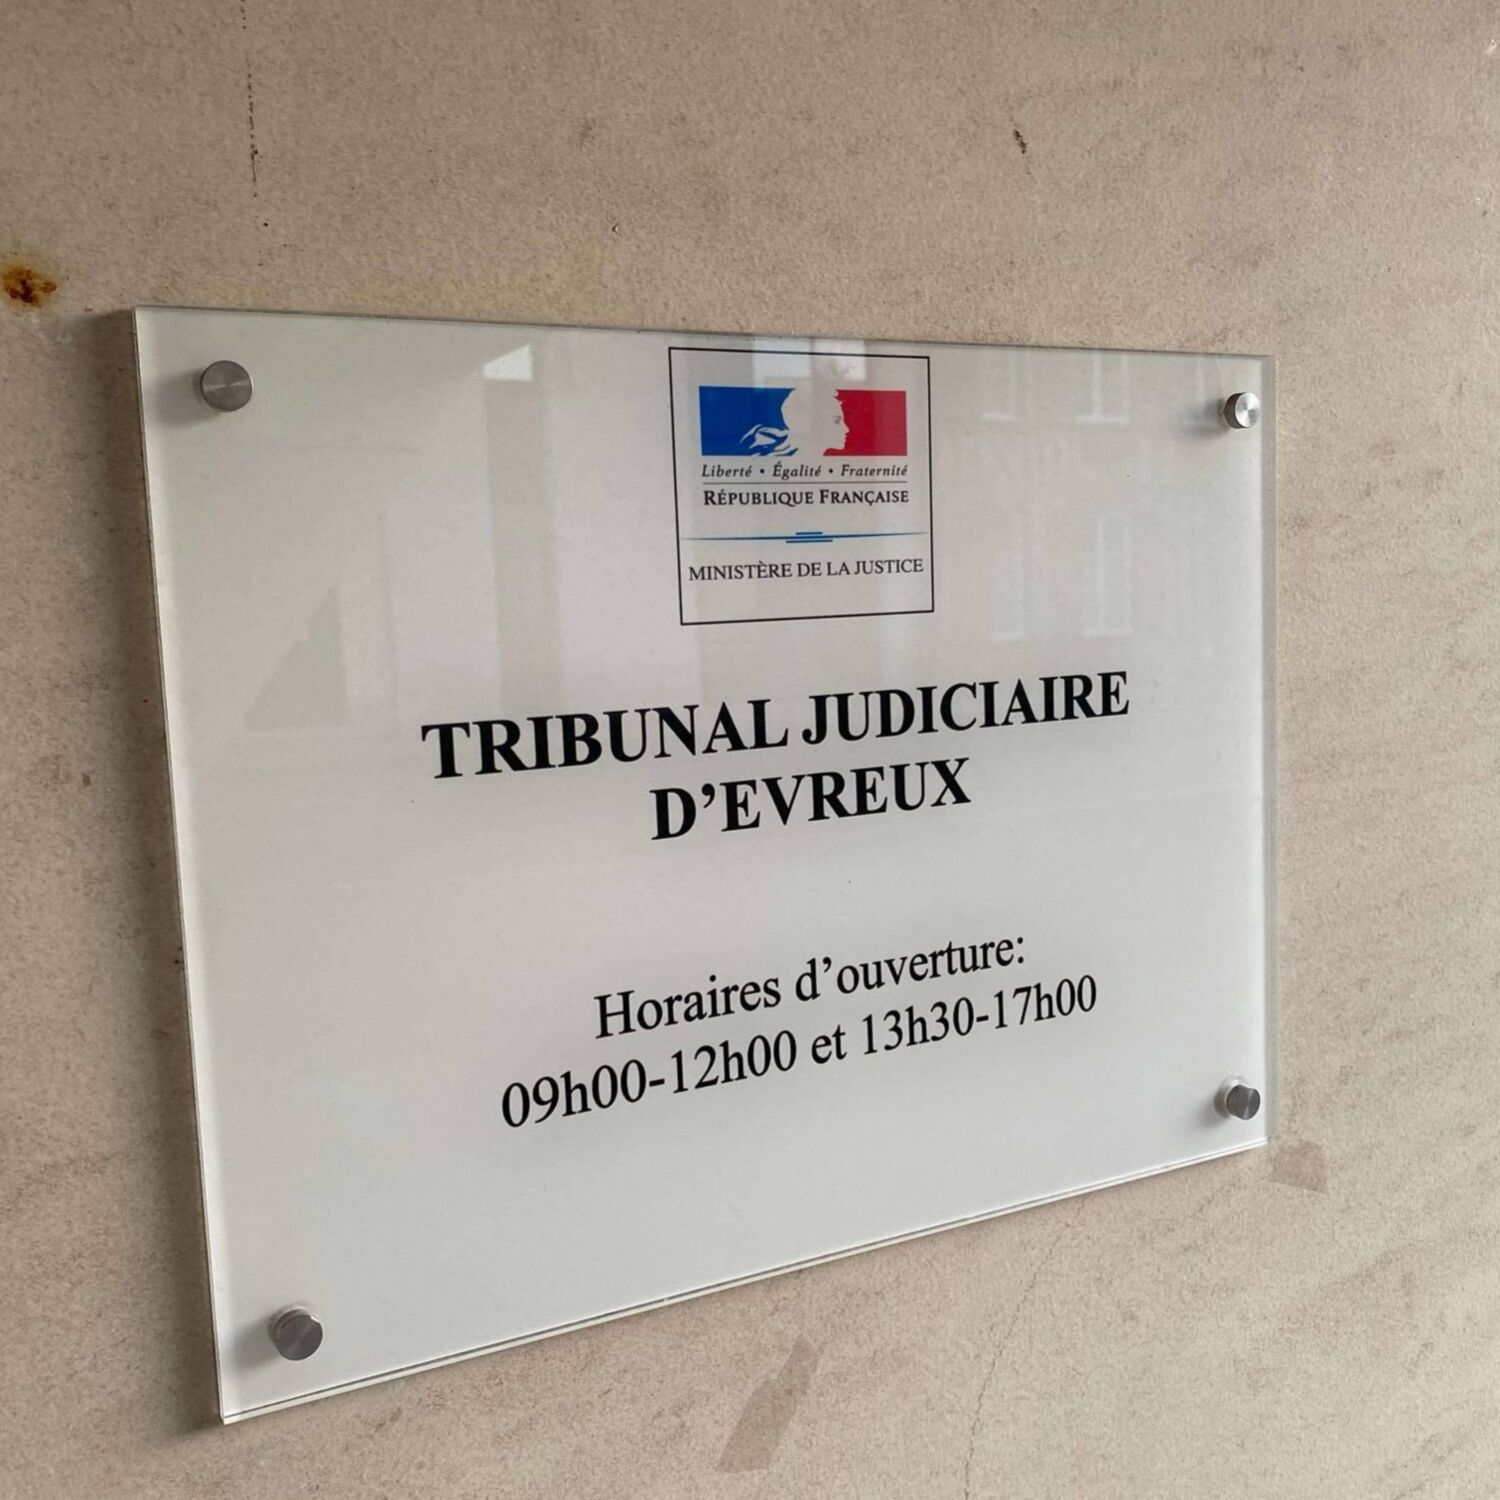 Liberté • Égalité • Fraternité
RÉPUBLIQUE FRANÇAISE
MINISTÈRE DE LA JUSTICE
TRIBUNAL JUDICIAIRE
D’EVREUX
Horaires d’ouverture:
09h00-12h00 et 13h30-17h00